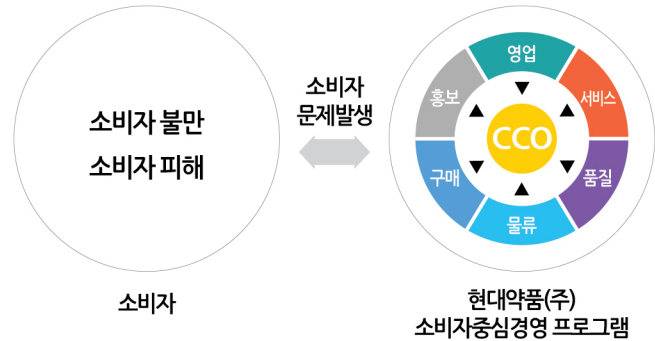 소비자 불만
소비자 피해
소비자
소비자
문제발생
영업
홍보
서비스
CCO
구매
품질
물류
현대약품(주)
소비자중심경영 프로그램